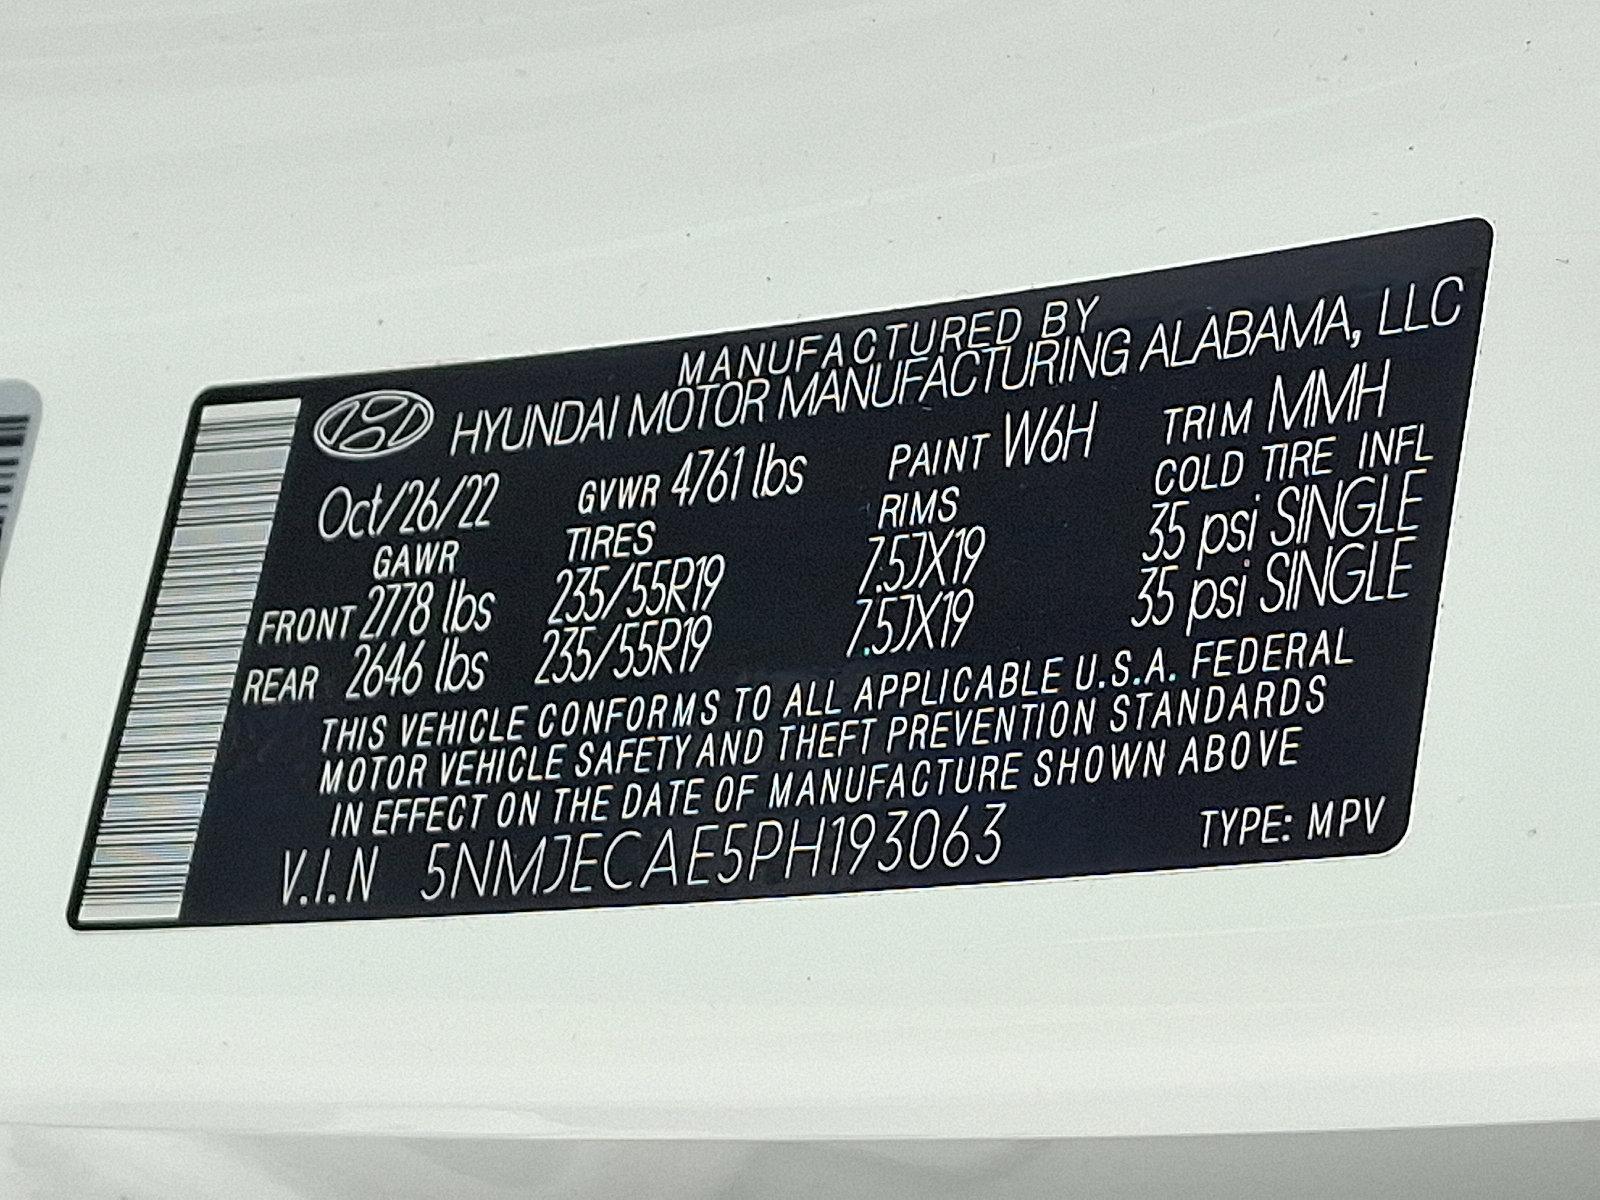 MANUFACTURED BY
HYUNDAI MOTOR MANUFACTURING ALABAMA, LLC
Oct/26/22 GVWR 4761 lbs PAINT W6H TRIM MMH
GAWR TIRES RIMS COLD TIRE INFL
FRONT 2778 lbs 235/55R19 7.5JX19 35 psi SINGLE
REAR 2646 lbs 235/55R19 7.5JX19 35 psi SINGLE
THIS VEHICLE CONFORMS TO ALL APPLICABLE U.S.A. FEDERAL
MOTOR VEHICLE SAFETY AND THEFT PREVENTION STANDARDS
IN EFFECT ON THE DATE OF MANUFACTURE SHOWN ABOVE
V.I.N 5NMJECAE5PH193063 TYPE: MPV